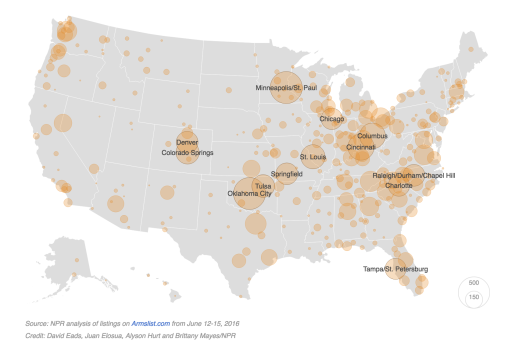 Minneapolis/St. Paul
Chicago
Columbus
Denver
Cincinnati
Colorado Springs
St. Louis
Springfield
Raleigh/Durham/Chapel Hill
Tulsa
Charlotte
Oklahoma City
Tampa/St. Petersburg
500
150
Source: NPR analysis of listings on Armslist.com from June 12-15, 2016
Credit: David Eads, Juan Elosua, Alyson Hurt and Brittany Mayes/NPR